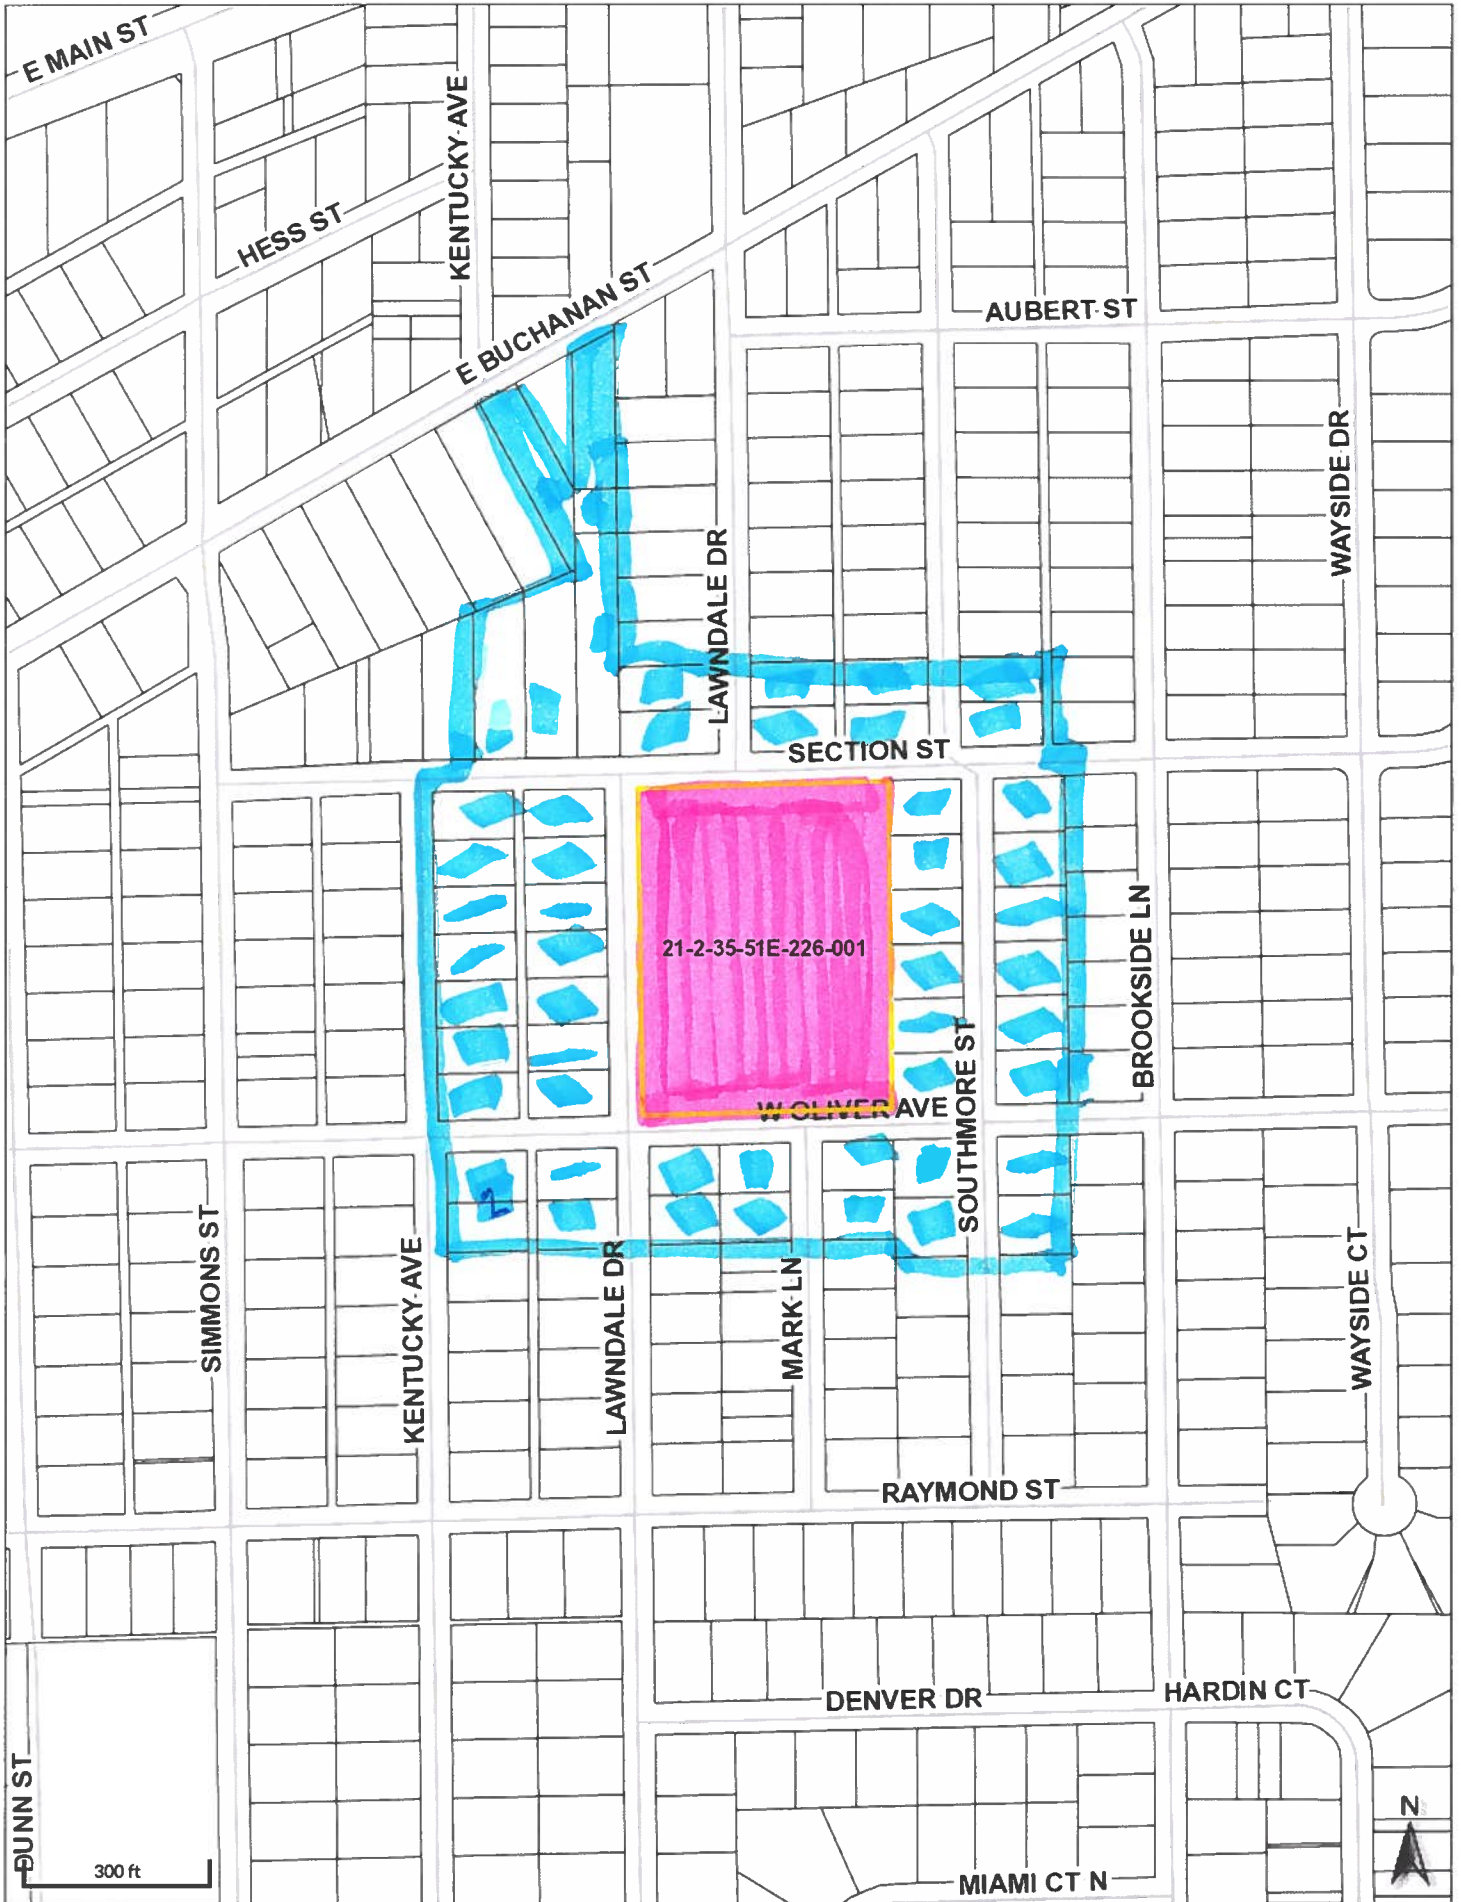 E MAIN ST
KENTUCKY AVE
HESS ST
E BUCHANAN ST
AUBERT ST
WAYSIDE DR
LAWNDALE DR
SECTION ST
21-2-35-51E-226-001
BROOKSIDE LN
W OLIVER AVE
SOUTHMORE ST
2
SIMMONS ST
KENTUCKY AVE
LAWNDALE DR
MARK LN
WAYSIDE CT
RAYMOND ST
DENVER DR
HARDIN CT
DUNN ST
N
300 ft
MIAMI CT N